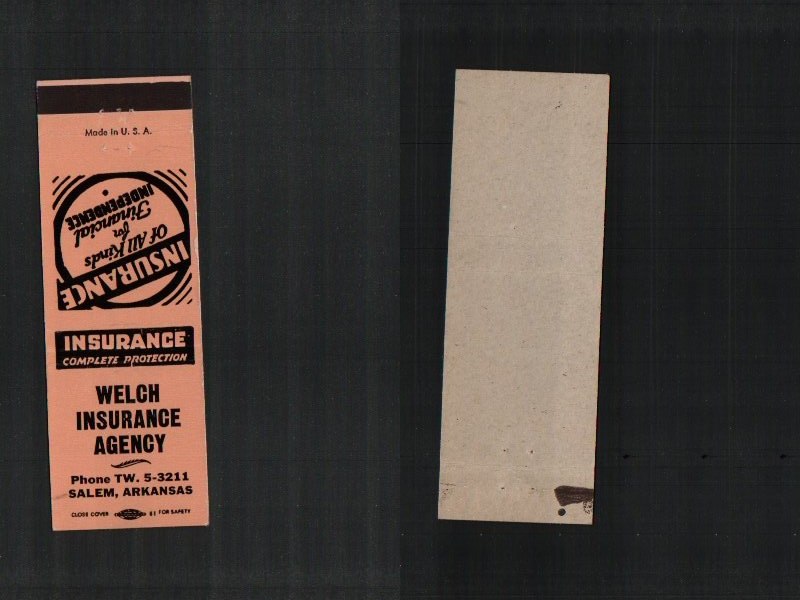 Made in U. S. A.
INSURANCE
Of All Kinds
for
Financial
INDEPENDENCE
INSURANCE
COMPLETE PROTECTION
WELCH
INSURANCE
AGENCY
Phone TW. 5-3211
SALEM, ARKANSAS
CLOSE COVER 81 FOR SAFETY